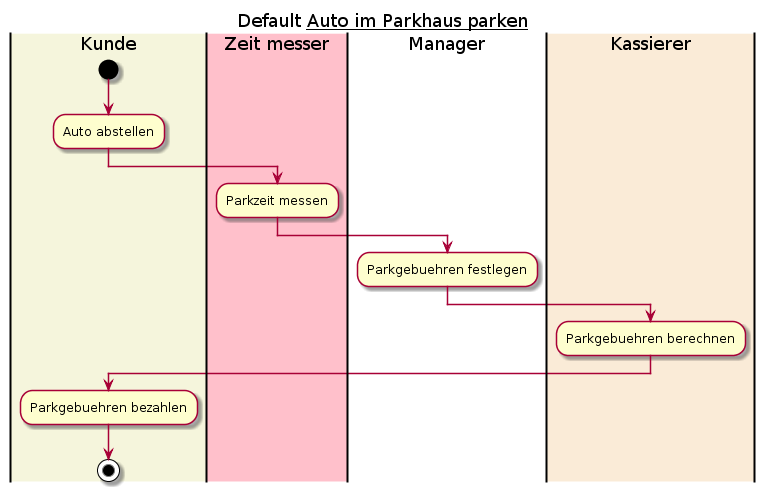 Default Auto im Parkhaus parken
Kunde
Zeit messer
Manager
Kassierer
Auto abstellen
Parkzeit messen
Parkgebuehren festlegen
Parkgebuehren berechnen
Parkgebuehren bezahlen